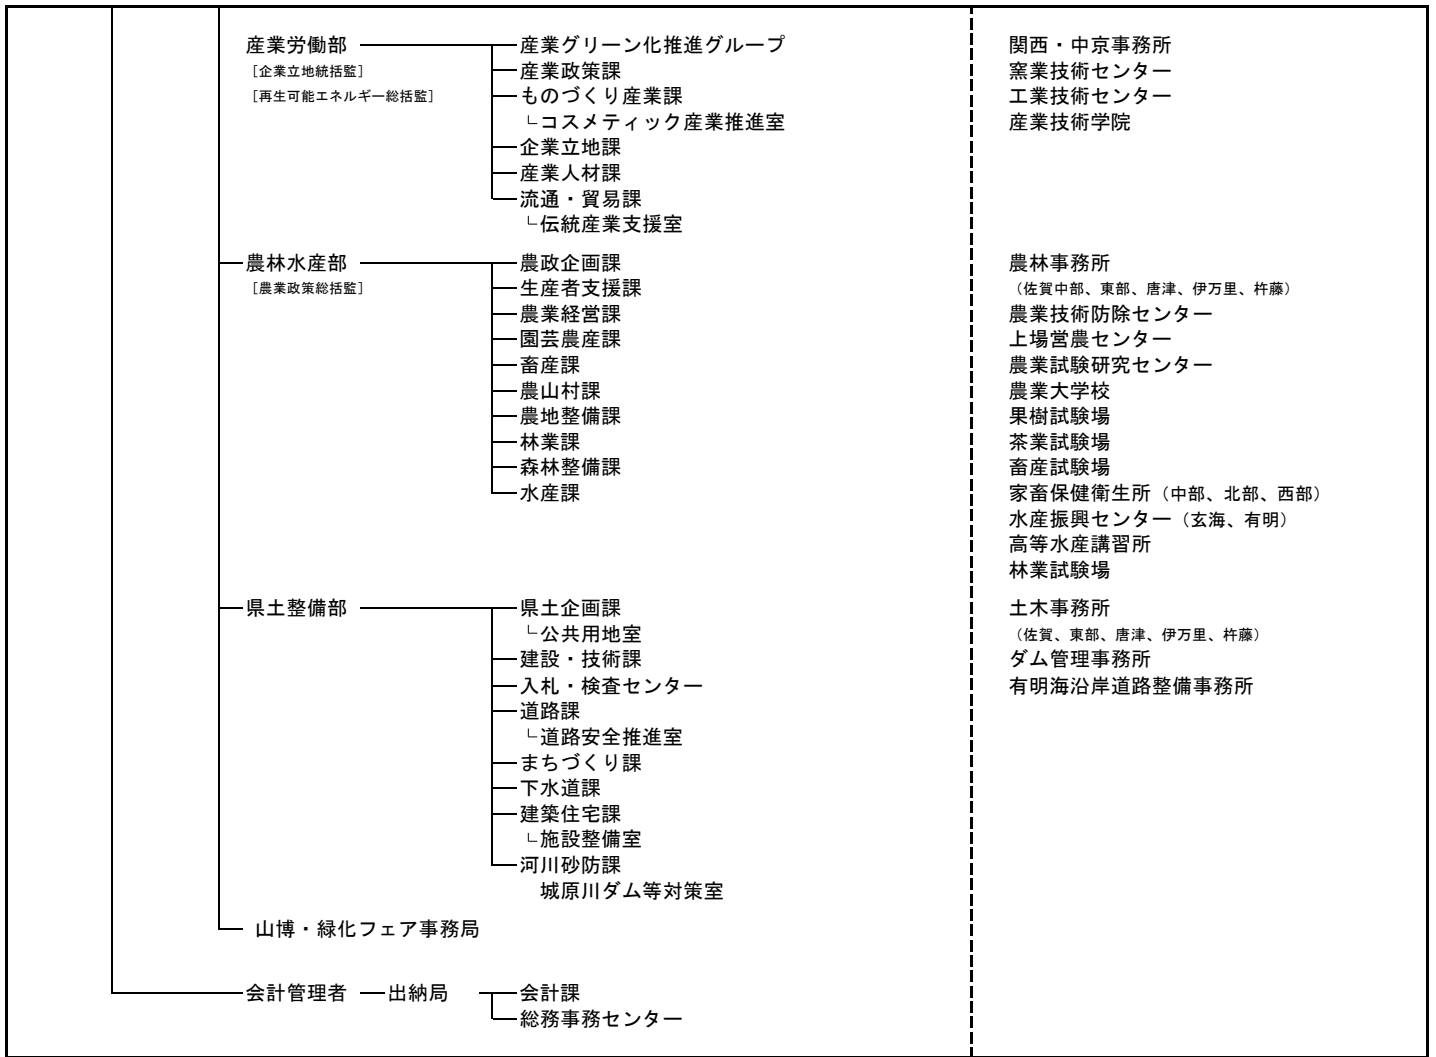 産業労働部 産業グリーン化推進グループ 関西・中京事務所
［企業立地統括監］ 産業政策課 窯業技術センター
［再生可能エネルギー総括監］ ものづくり産業課 工業技術センター
└コスメティック産業推進室 産業技術学院
企業立地課
産業人材課
流通・貿易課
└伝統産業支援室
農林水産部 農政企画課 農林事務所
［農業政策総括監］ 生産者支援課 （佐賀中部、東部、唐津、伊万里、杵藤）
農業経営課 農業技術防除センター
園芸農産課 上場営農センター
畜産課 農業試験研究センター
農山村課 農業大学校
農地整備課 果樹試験場
林業課 茶業試験場
森林整備課 畜産試験場
水産課 家畜保健衛生所（中部、北部、西部）
水産振興センター（玄海、有明）
高等水産講習所
林業試験場
県土整備部 県土企画課 土木事務所
└公共用地室 （佐賀、東部、唐津、伊万里、杵藤）
建設・技術課 ダム管理事務所
入札・検査センター 有明海沿岸道路整備事務所
道路課
└道路安全推進室
まちづくり課
下水道課
建築住宅課
└施設整備室
河川砂防課
城原川ダム等対策室
山博・緑化フェア事務局
会計管理者 出納局 会計課
総務事務センター